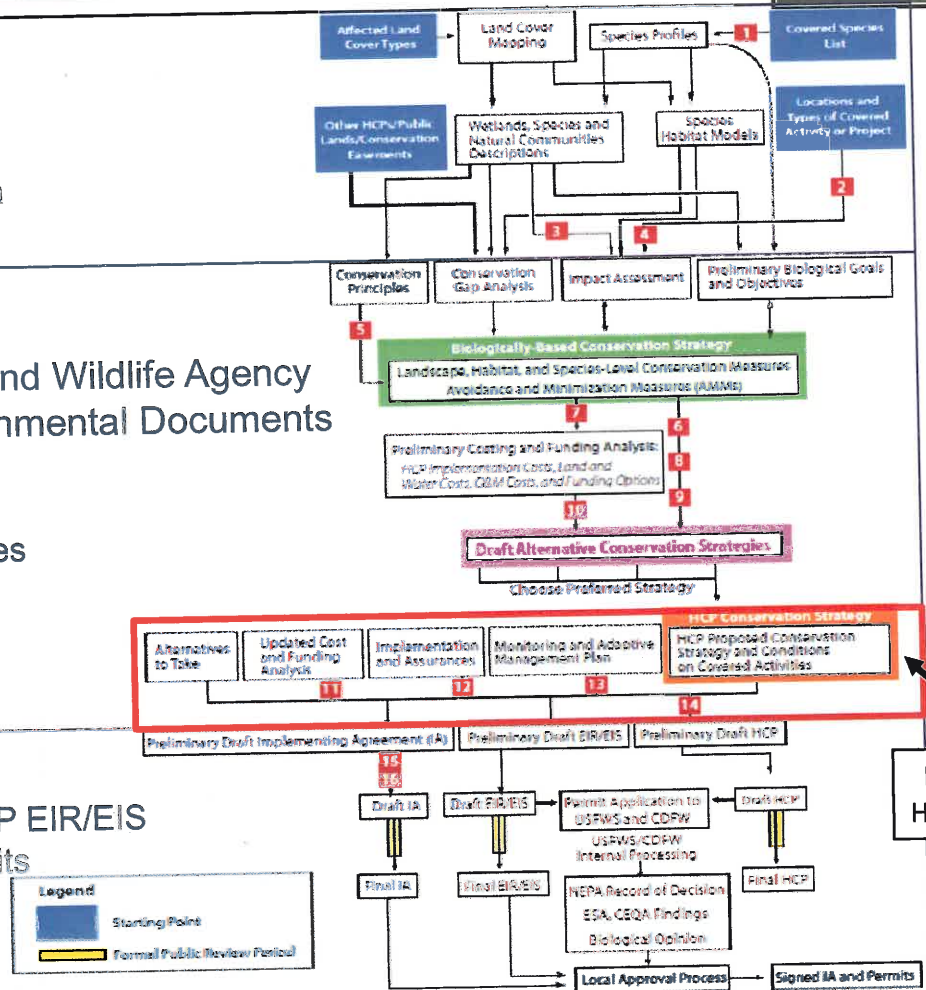 Affected Land
Cover Types
Land Cover
Mapping
Species Profiles
1
Covered Species
List
Other HCPs/Public
Lands/Conservation
Easements
Wetlands, Species and
Natural Communities
Descriptions
Species
Habitat Models
Locations and
Types of Covered
Activity or Project
2
3
4
Conservation
Principles
Conservation
Gap Analysis
Impact Assessment
Preliminary Biological Goals
and Objectives
5
Biologically-Based Conservation Strategy
Landscape, Habitat, and Species-Level Conservation Measures
Avoidance and Minimization Measures (AMMs)
nd Wildlife Agency
nmental Documents
7
6
Preliminary Costing and Funding Analysis:
HCP Implementation Costs, Land and
Water Costs, O&M Costs, and Funding Options
8
9
10
es
Draft Alternative Conservation Strategies
Choose Preferred Strategy
HCP Conservation Strategy
Alternatives
to Take
Updated Cost
and Funding
Analysis
Implementation
and Assurances
Monitoring and Adaptive
Management Plan
HCP Proposed Conservation
Strategy and Conditions
on Covered Activities
11
12
13
14
Preliminary Draft Implementing Agreement (IA)
Preliminary Draft EIR/EIS
Preliminary Draft HCP
15
16
P EIR/EIS
its
Draft IA
Draft EIR/EIS
Permit Application to
USFWS and CDFW
Draft HCP
H
USFWS/CDFW
Internal Processing
Final IA
Final EIR/EIS
NEPA Record of Decision
ESA, CEQA Findings
Biological Opinion
Final HCP
Legend
Starting Point
Formal Public Review Period
Local Approval Process
Signed IA and Permits